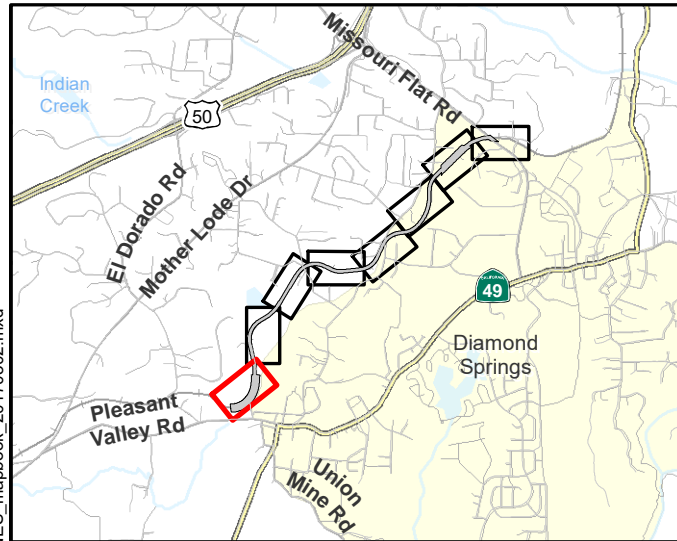 Missouri Flat Rd
Indian
Creek
50
El Dorado Rd
Mother Lode Dr
CALIFORNIA
49
Diamond
Springs
Pleasant
Valley Rd
Union
Mine Rd